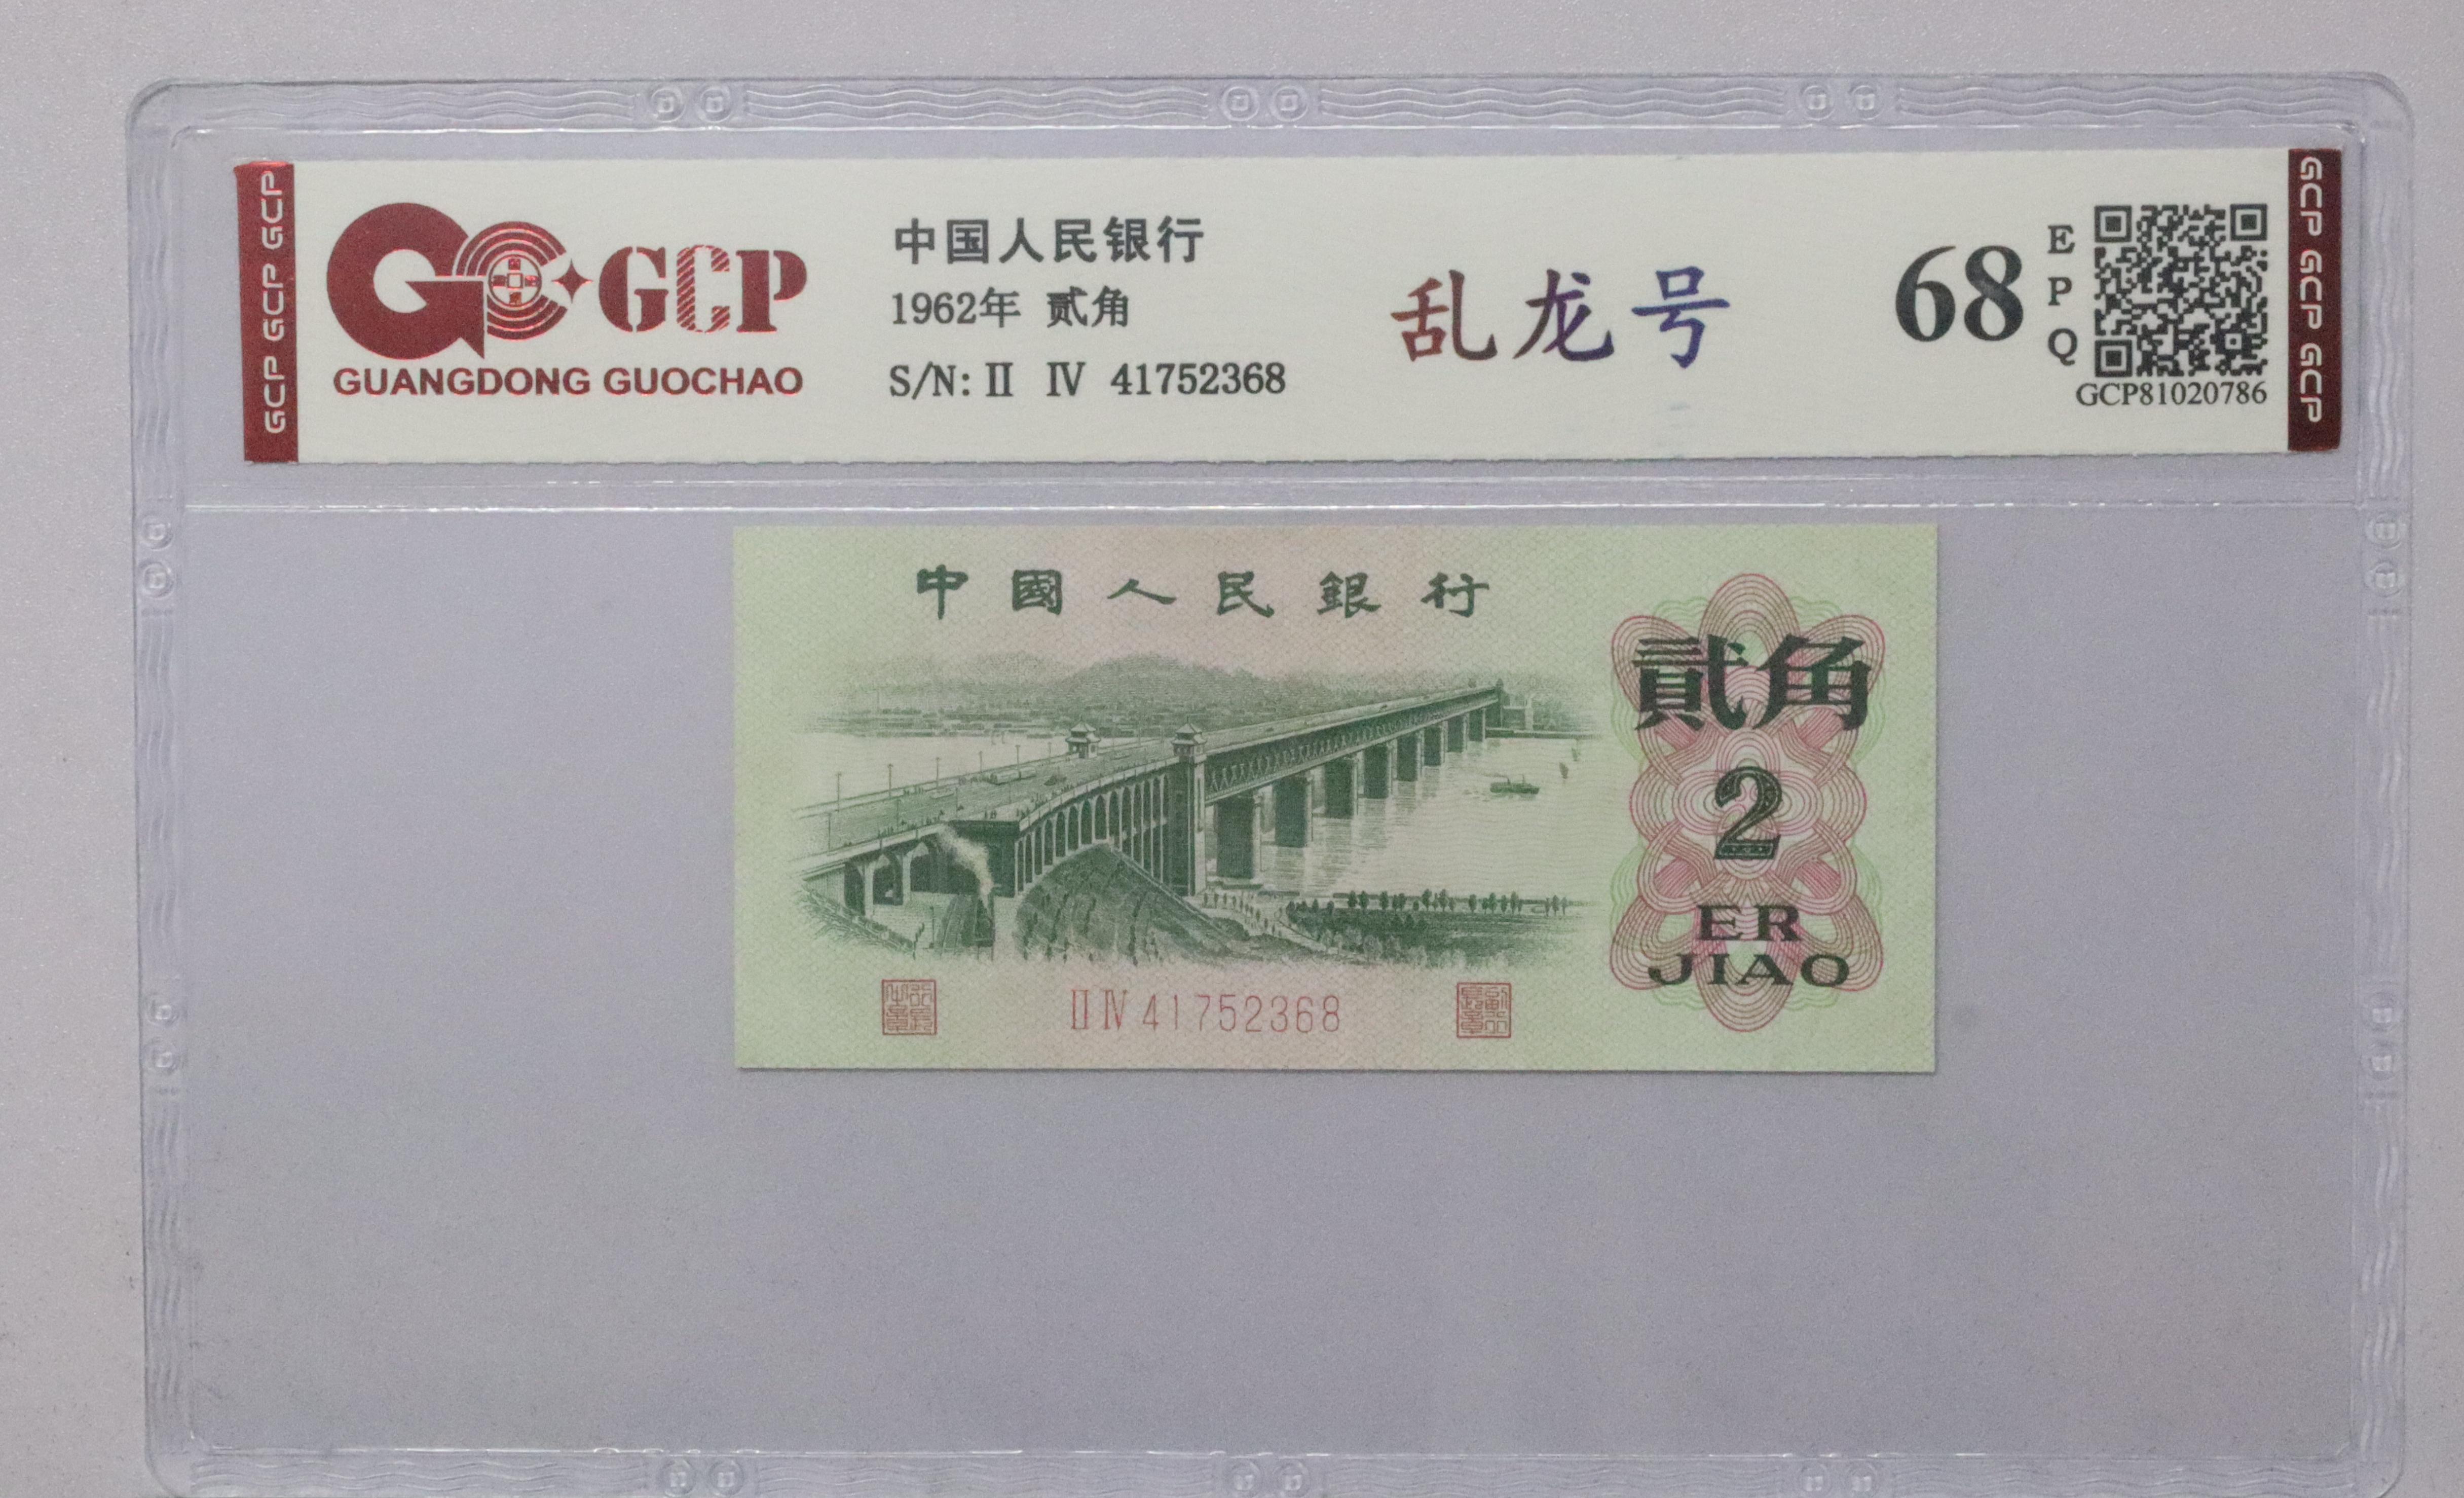 GCP GCP GCP
GCP
GUANGDONG GUOCHAO
中国人民银行
1962年 贰角
S/N: II IV 41752368
乱龙号
68
EPQ
GCP81020786
GCP GCP GCP
中國人民銀行
貳角
2
ER
JIAO
II IV 41752368